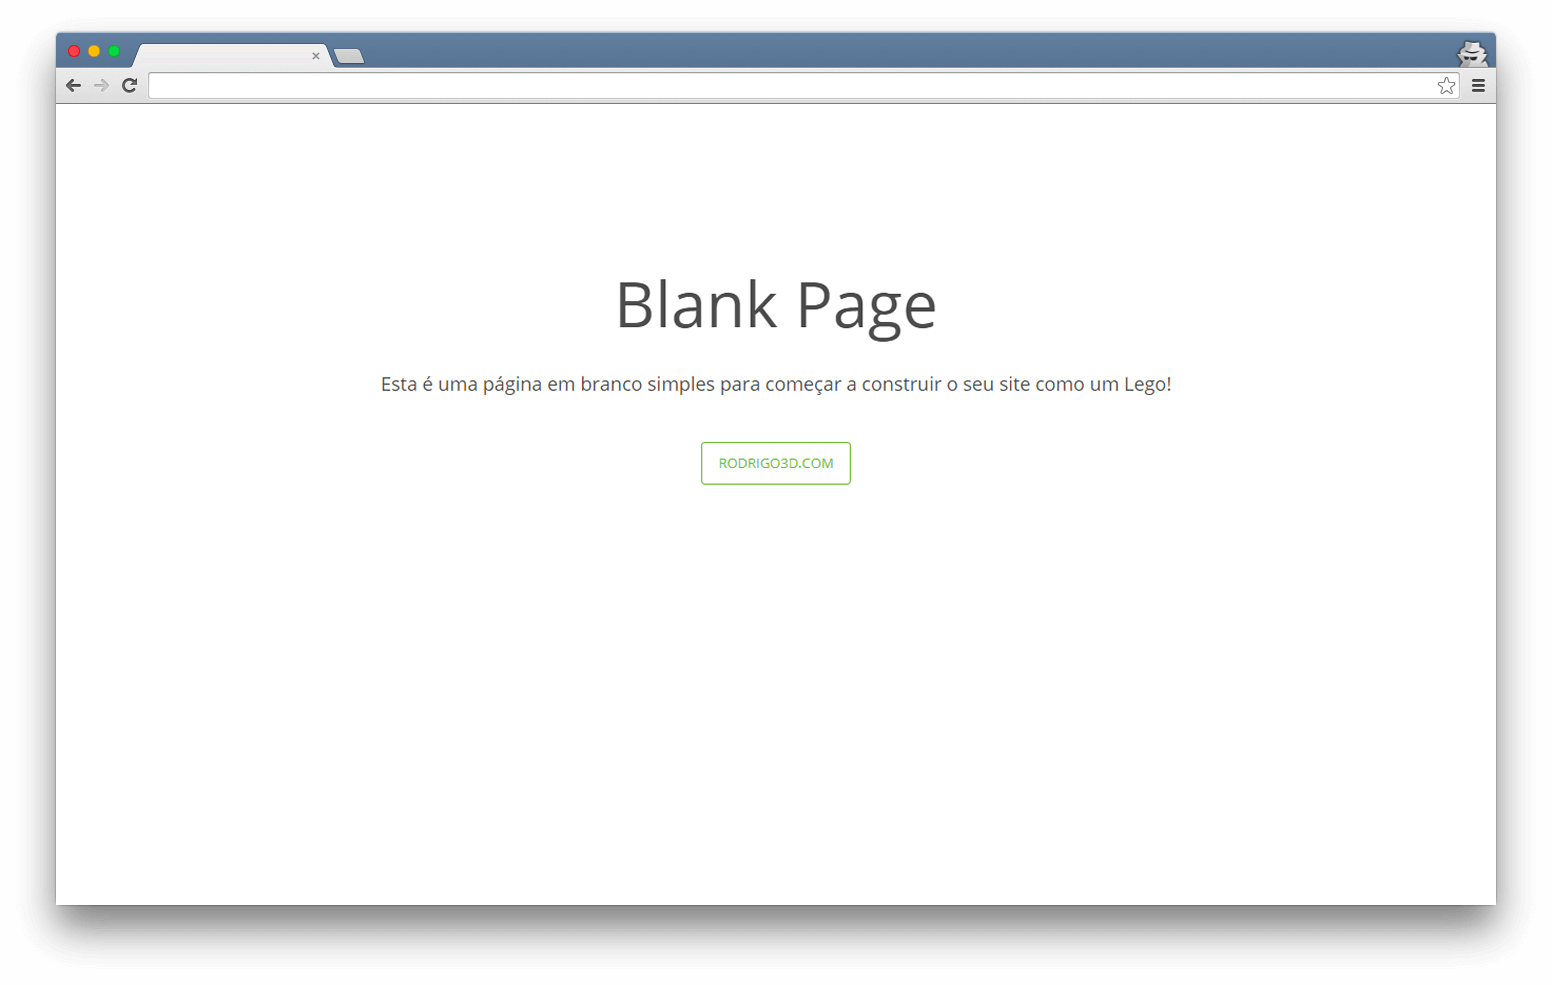 Blank Page
Esta é uma página em branco simples para começar a construir o seu site como um Lego!
RODRIGO3D.COM